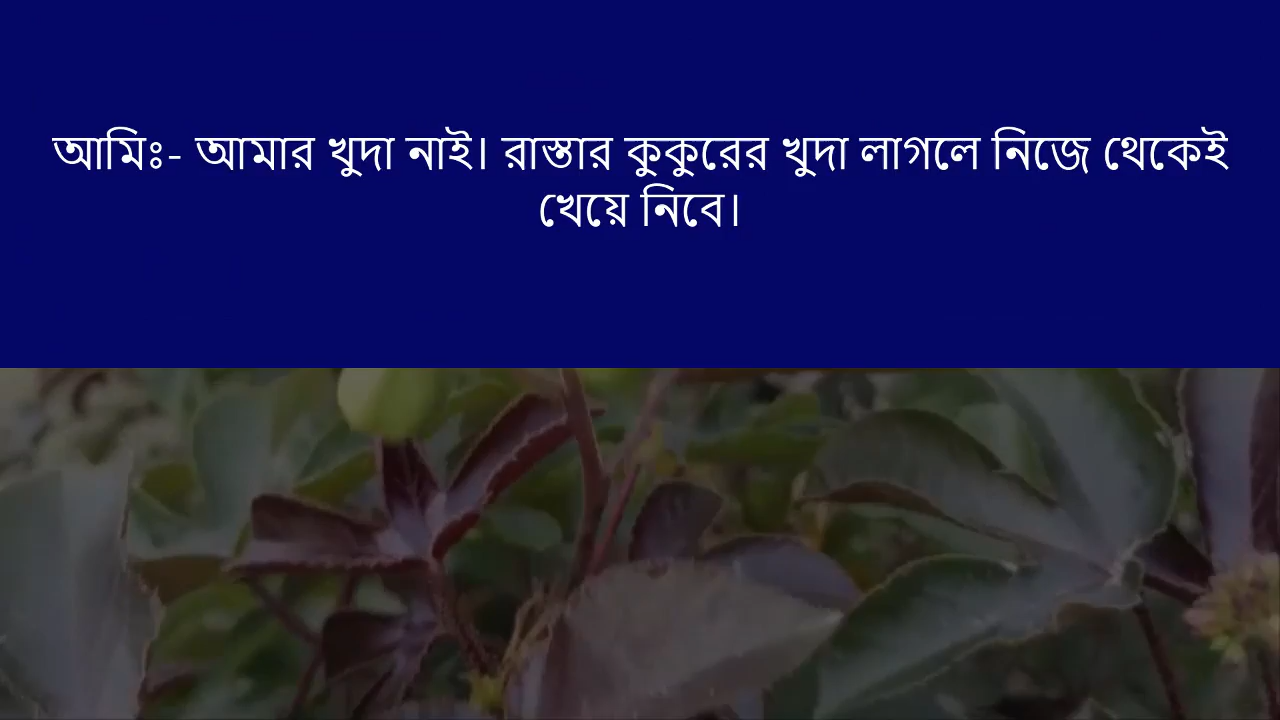 আমিঃ- আমার খুদা নাই। রাস্তার কুকুরের খুদা লাগলে নিজে থেকেই
খেয়ে নিবে।